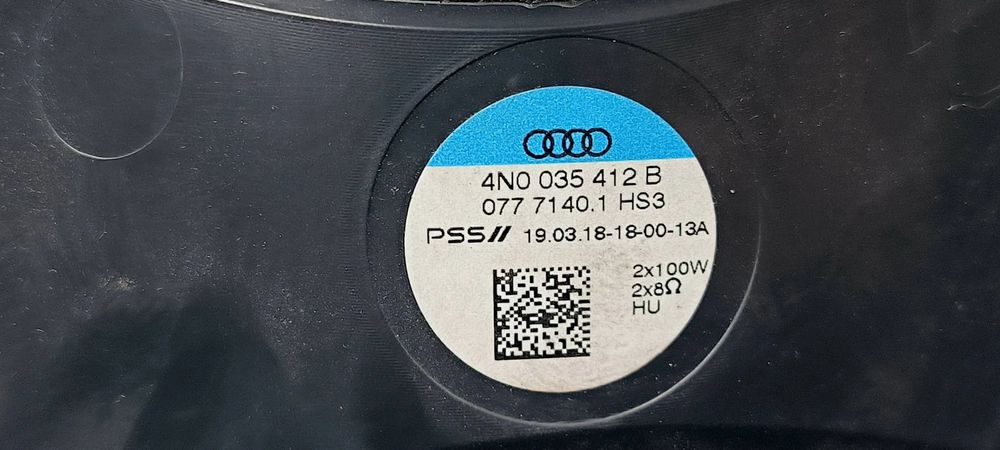 4N0 035 412 B
077 7140.1 HS3
PSS// 19.03.18-18-00-13A
2x100W
2x8Ω
HU